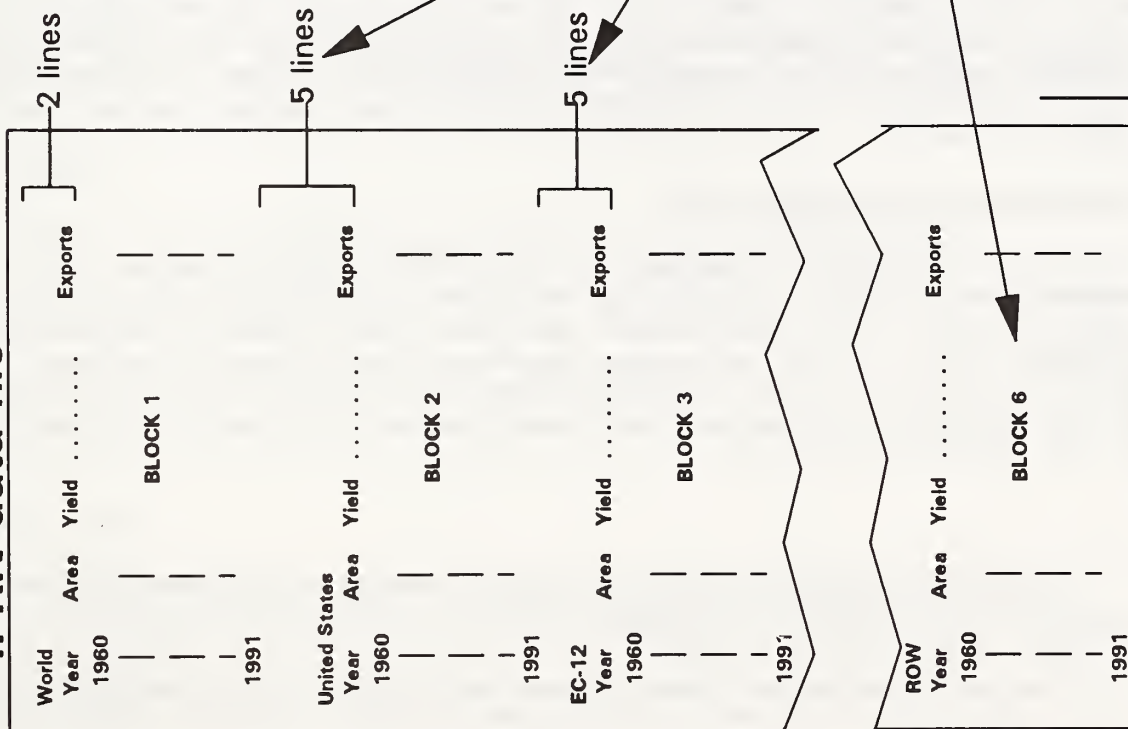 World
2 lines
Year Area Yield ........ Exports
1960
BLOCK 1
1991
5 lines
United States
Year Area Yield ........ Exports
1960
BLOCK 2
1991
5 lines
EC-12
Year Area Yield ........ Exports
1960
BLOCK 3
1991
ROW
Year Area Yield ........ Exports
1960
BLOCK 6
1991